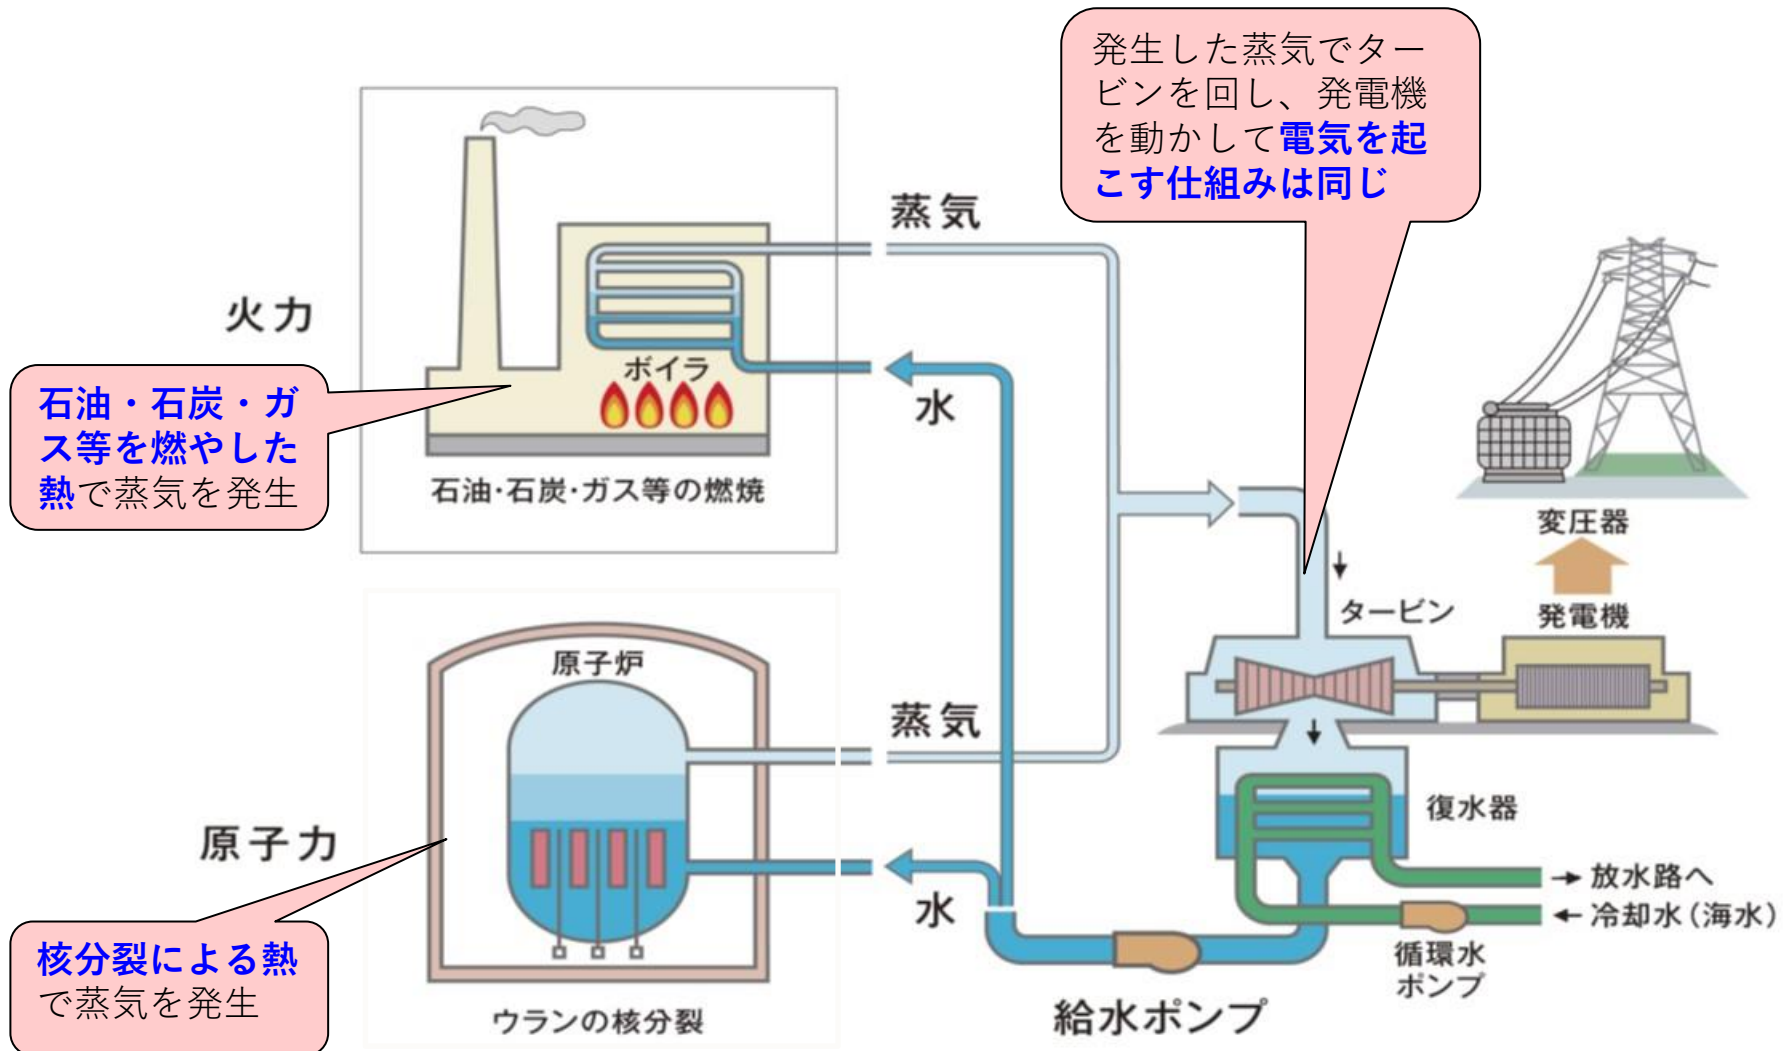 発生した蒸気でター
ビンを回し、発電機
を動かして電気を起
こす仕組みは同じ
蒸気
火力
石油・石炭・ガ
ス等を燃やした
熱で蒸気を発生
ボイラ
水
石油・石炭・ガス等の燃焼
変圧器
発電機
タービン
原子炉
蒸気
原子力
復水器
水
放水路へ
冷却水(海水)
循環水
ポンプ
核分裂による熱
で蒸気を発生
ウランの核分裂
給水ポンプ